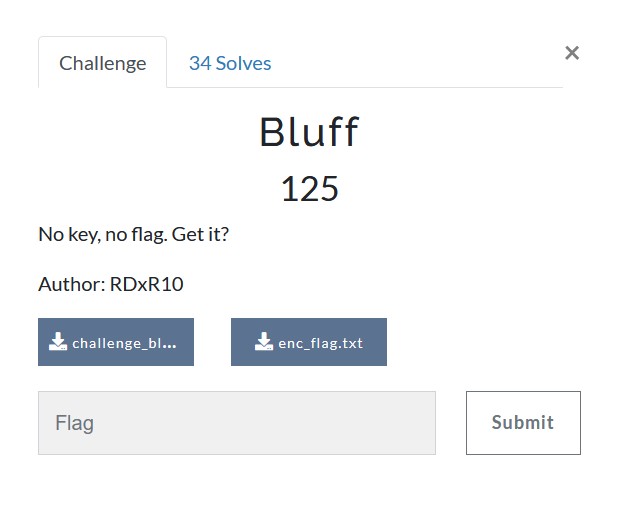 Challenge 34 Solves ×
Bluff
125
No key, no flag. Get it?
Author: RDxR10
challenge_bl... enc_flag.txt
Flag Submit